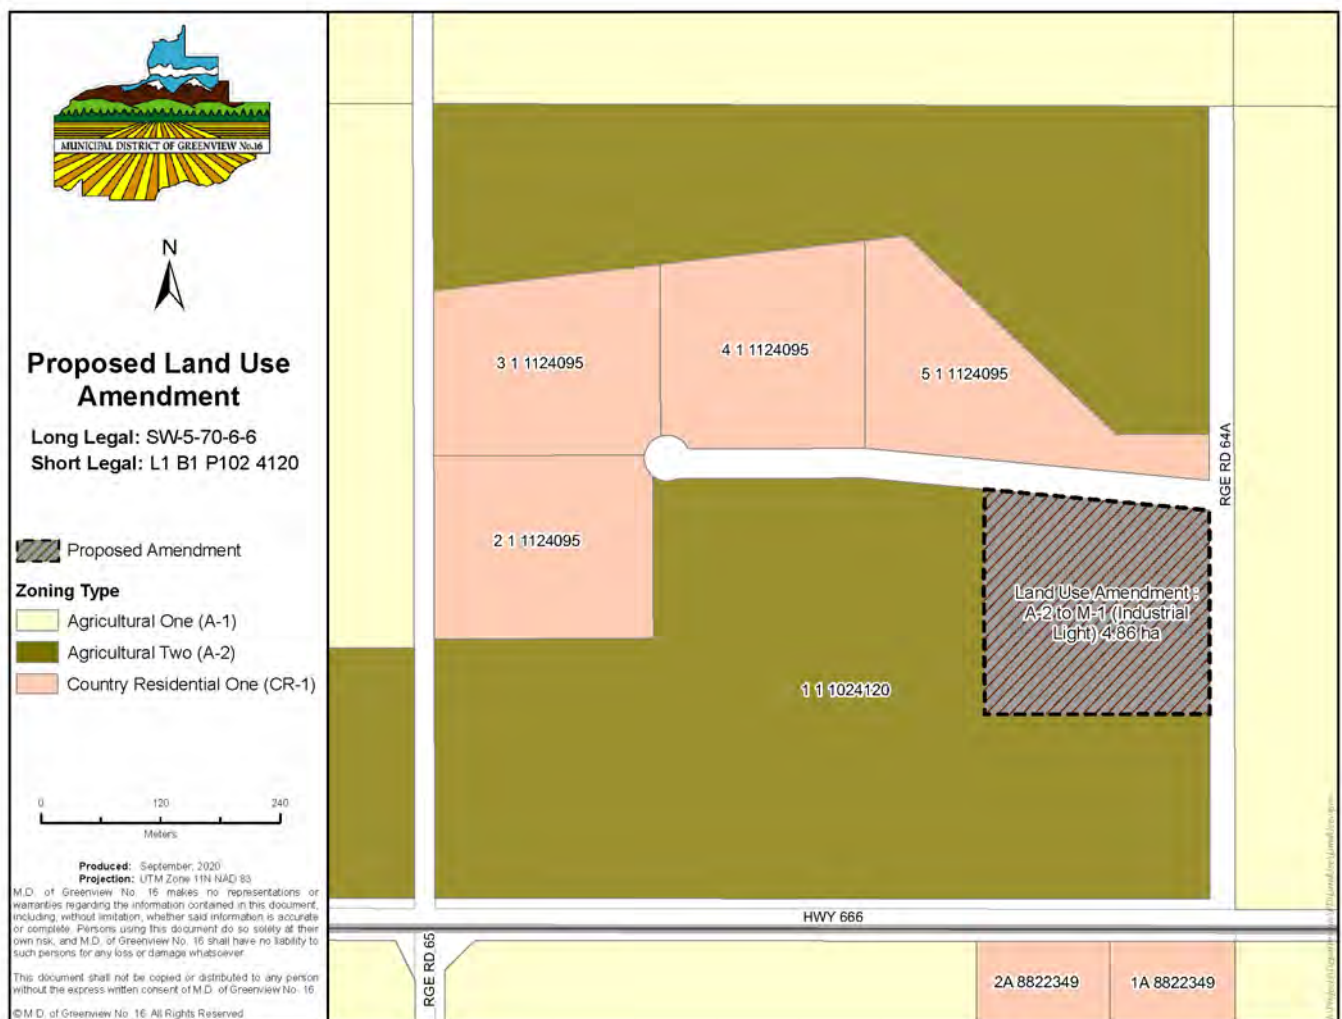 MUNICIPAL DISTRICT OF GREENVIEW No.16
N
Proposed Land Use
Amendment
Long Legal: SW-5-70-6-6
Short Legal: L1 B1 P102 4120
Proposed Amendment
Zoning Type
Agricultural One (A-1)
Agricultural Two (A-2)
Country Residential One (CR-1)
0 120 240
Meters
Produced: September, 2020
Projection: UTM Zone 11N NAD 83
M.D. of Greenview No. 16 makes no representations or
warranties regarding the information contained in this document,
including, without limitation, whether said information is accurate
or complete. Persons using this document do so solely at their
own risk, and M.D. of Greenview No. 16 shall have no liability to
such persons for any loss or damage whatsoever.
This document shall not be copied or distributed to any person
without the express written consent of M.D. of Greenview No. 16.
© M.D. of Greenview No. 16. All Rights Reserved
3 1 1124095
4 1 1124095
5 1 1124095
2 1 1124095
RGE RD 64A
Land Use Amendment :
A-2 to M-1 (Industrial
Light) 4.86 ha
1 1 1024120
HWY 666
RGE RD 65
2A 8822349
1A 8822349